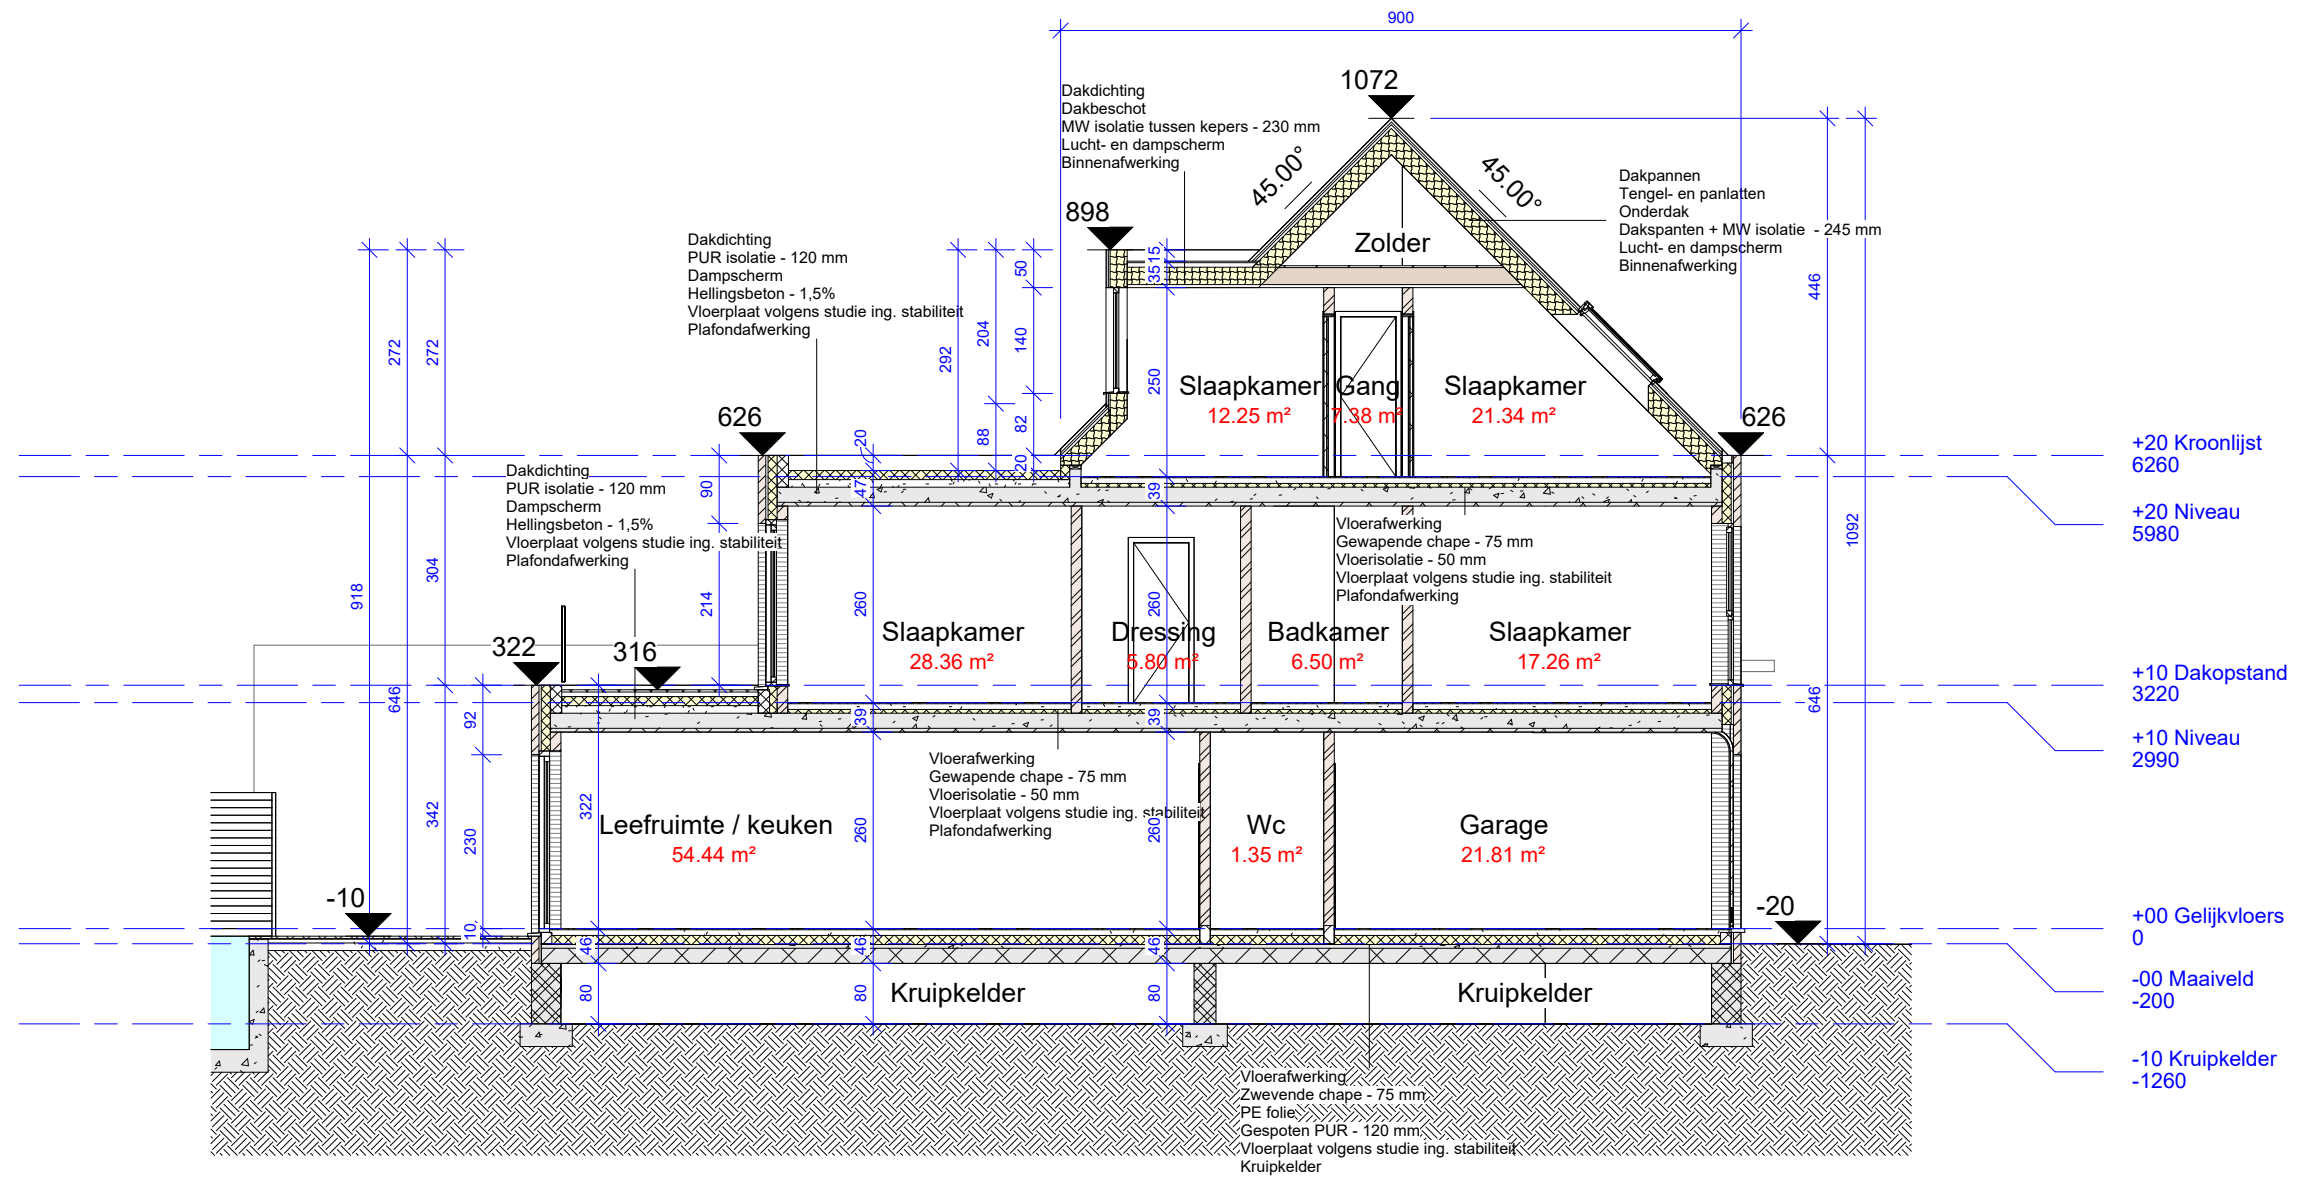 900
1072
Dakdichting
Dakbeschot
MW isolatie tussen kepers - 230 mm
Lucht- en dampscherm
Binnenafwerking
45.00°
45.00°
Dakpannen
Tengel- en panlatten
Onderdak
Dakspanten + MW isolatie - 245 mm
Lucht- en dampscherm
Binnenafwerking
898
Zolder
Dakdichting
PUR isolatie - 120 mm
Dampscherm
Hellingsbeton - 1,5%
Vloerplaat volgens studie ing. stabiliteit
Plafondafwerking
15
35
50
446
272
272
292
204
140
250
Slaapkamer
12.25 m²
Gang
7.38 m²
Slaapkamer
21.34 m²
626
626
88
82
20
20
47
39
+20 Kroonlijst
6260
Dakdichting
PUR isolatie - 120 mm
Dampscherm
Hellingsbeton - 1,5%
Vloerplaat volgens studie ing. stabiliteit
Plafondafwerking
90
+20 Niveau
5980
Vloerafwerking
Gewapende chape - 75 mm
Vloerisolatie - 50 mm
Vloerplaat volgens studie ing. stabiliteit
Plafondafwerking
1092
918
304
214
260
260
Slaapkamer
28.36 m²
Dressing
5.80 m²
Badkamer
6.50 m²
Slaapkamer
17.26 m²
322
316
+10 Dakopstand
3220
646
646
92
39
39
+10 Niveau
2990
Vloerafwerking
Gewapende chape - 75 mm
Vloerisolatie - 50 mm
Vloerplaat volgens studie ing. stabiliteit
Plafondafwerking
342
230
322
260
260
Leefruimte / keuken
54.44 m²
Wc
1.35 m²
Garage
21.81 m²
-10
-20
+00 Gelijkvloers
0
10
46
46
46
80
80
80
Kruipkelder
Kruipkelder
-00 Maaiveld
-200
-10 Kruipkelder
-1260
Vloerafwerking
Zwevende chape - 75 mm
PE folie
Gespoten PUR - 120 mm
Vloerplaat volgens studie ing. stabiliteit
Kruipkelder